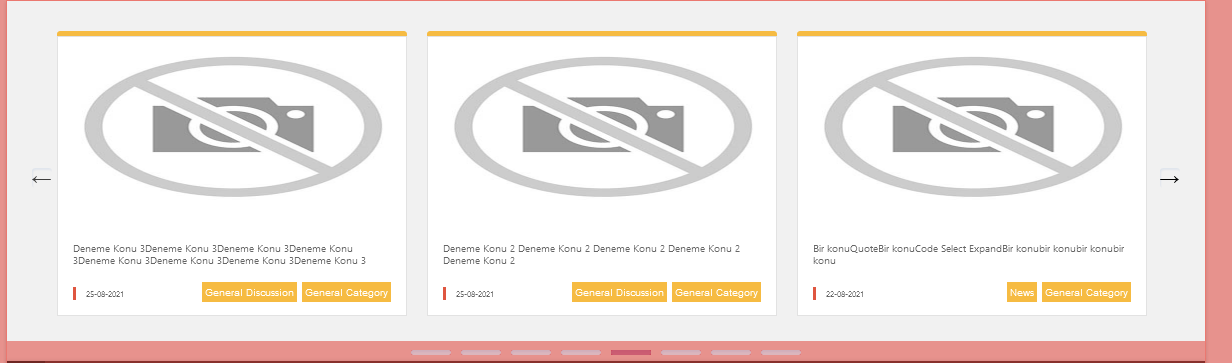 Deneme Konu 3Deneme Konu 3Deneme Konu 3Deneme Konu
3Deneme Konu 3Deneme Konu 3Deneme Konu 3Deneme Konu 3
25-08-2021
General Discussion
General Category
Deneme Konu 2 Deneme Konu 2 Deneme Konu 2 Deneme Konu 2
Deneme Konu 2
25-08-2021
General Discussion
General Category
Bir konuQuoteBir konuCode Select ExpandBir konubir konubir konubir
konu
22-08-2021
News
General Category